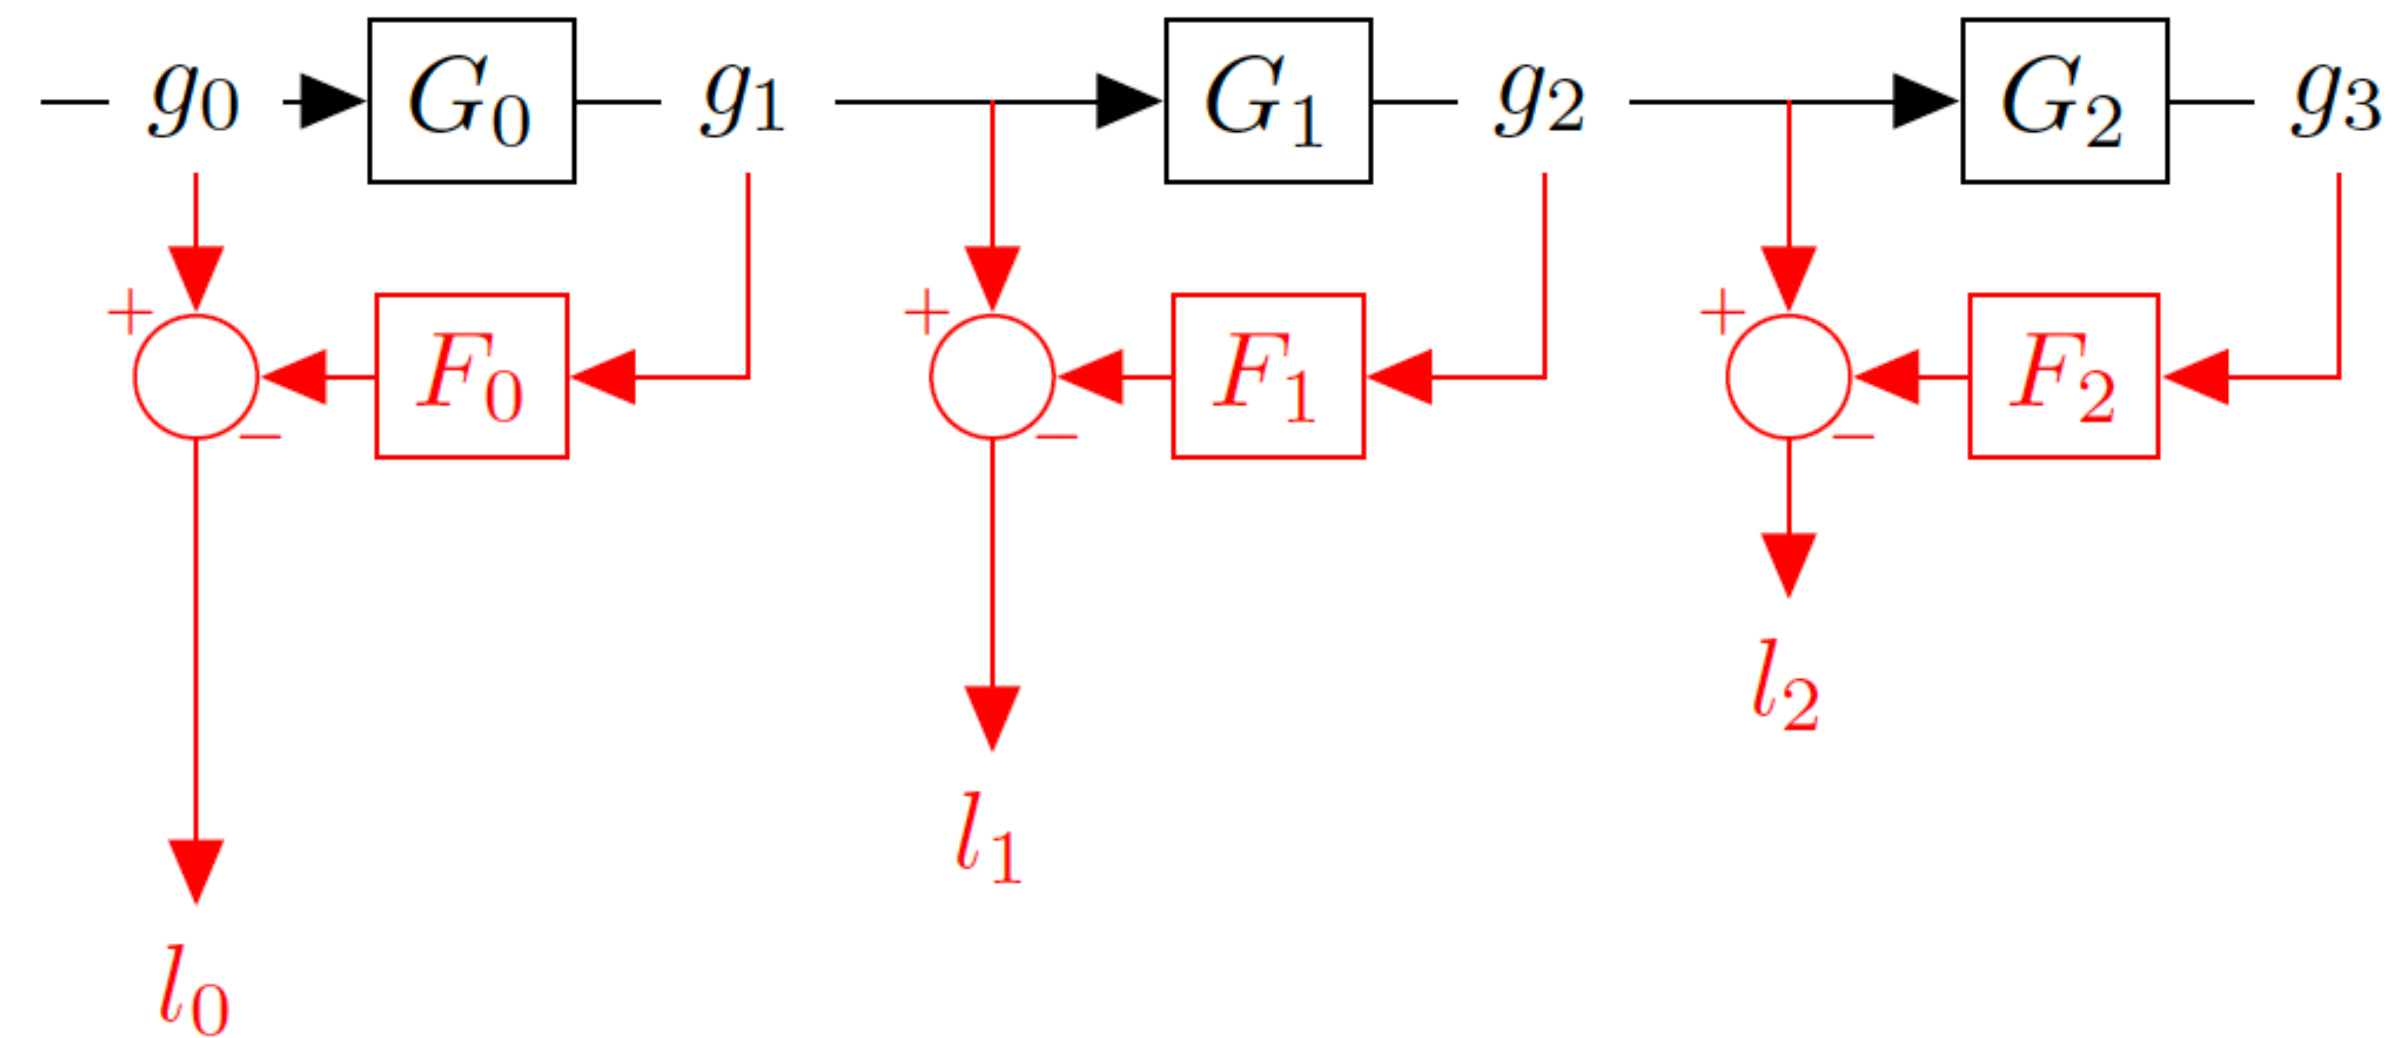 g₀ G₀ g₁ G₁ g₂ G₂ g₃
+ + +
F₀ F₁ F₂
− − −
l₂
l₁
l₀